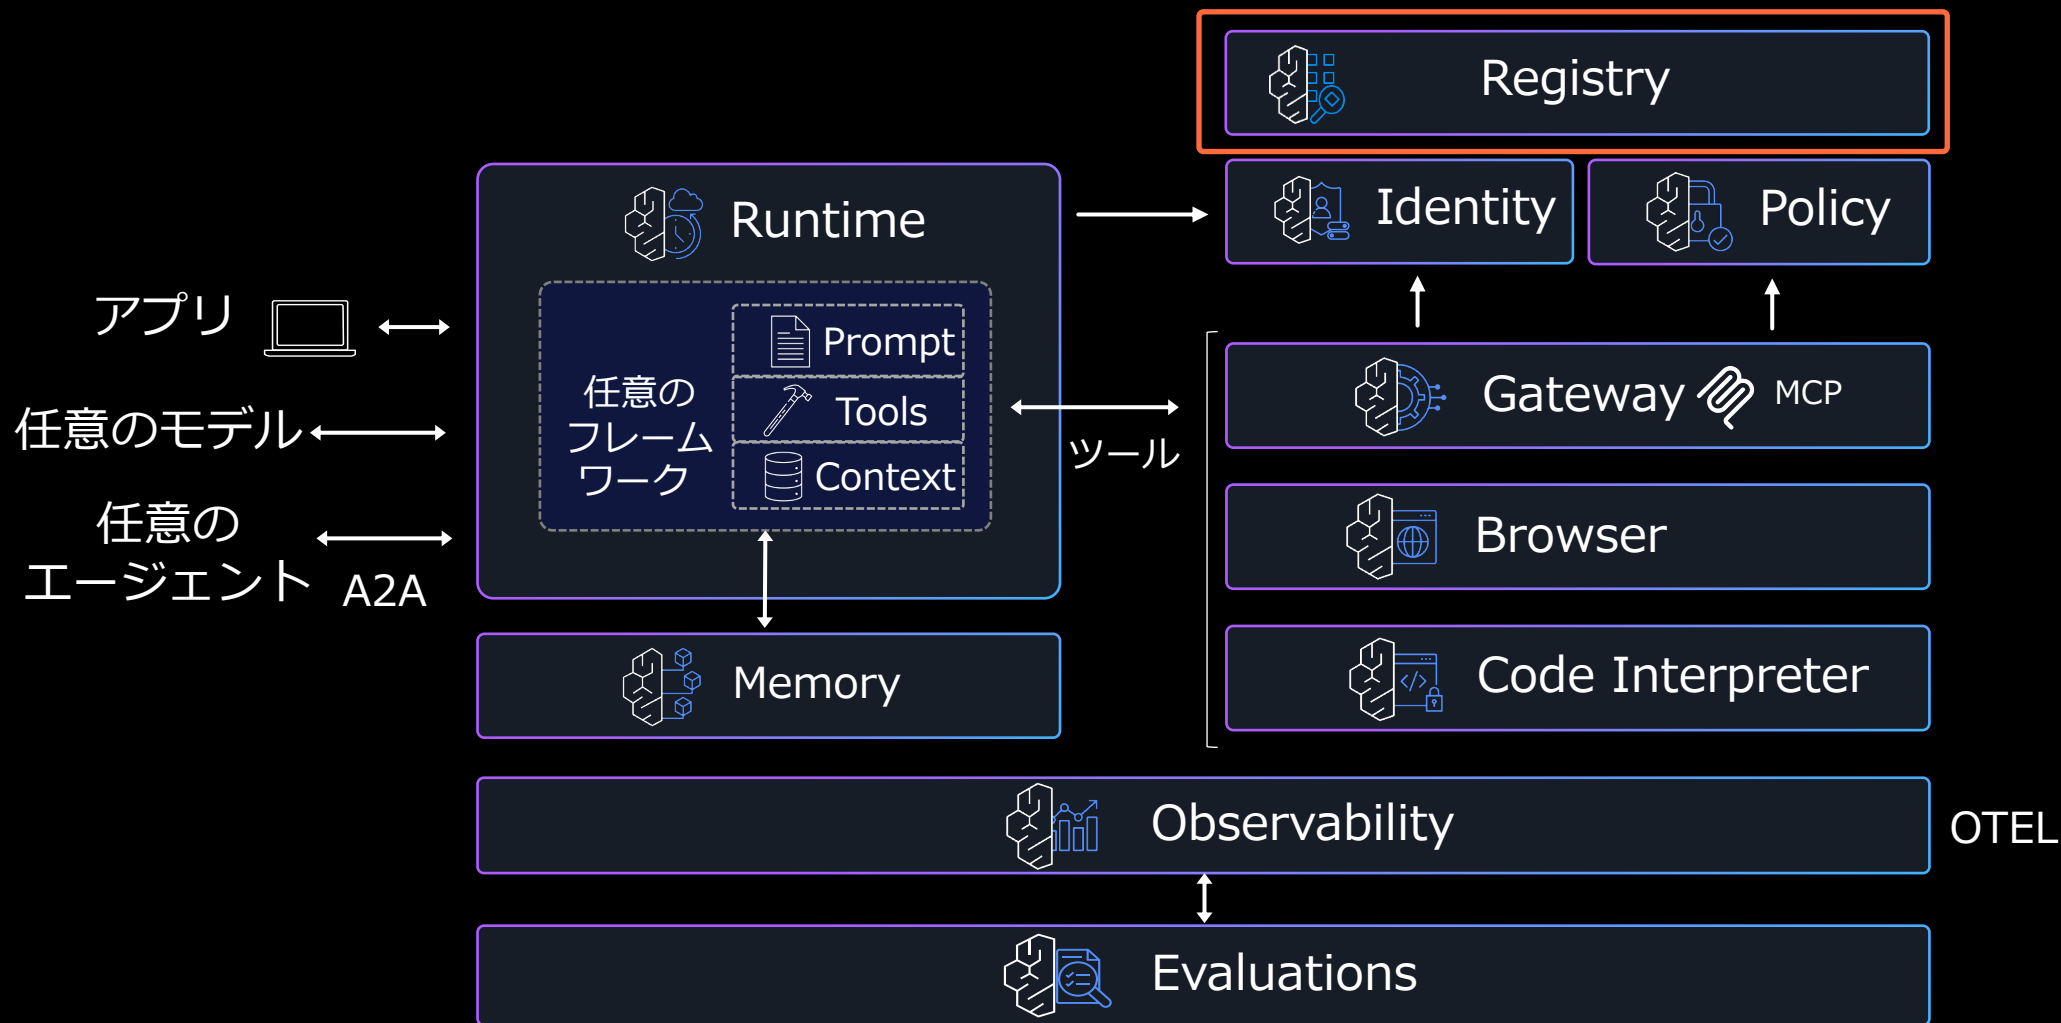 Registry
Runtime
Identity
Policy
アプリ
Prompt
任意の
フレーム
ワーク
Tools
Context
任意のモデル
ツール
Gateway
MCP
任意の
エージェント
A2A
Browser
Memory
Code Interpreter
Observability
OTEL
Evaluations